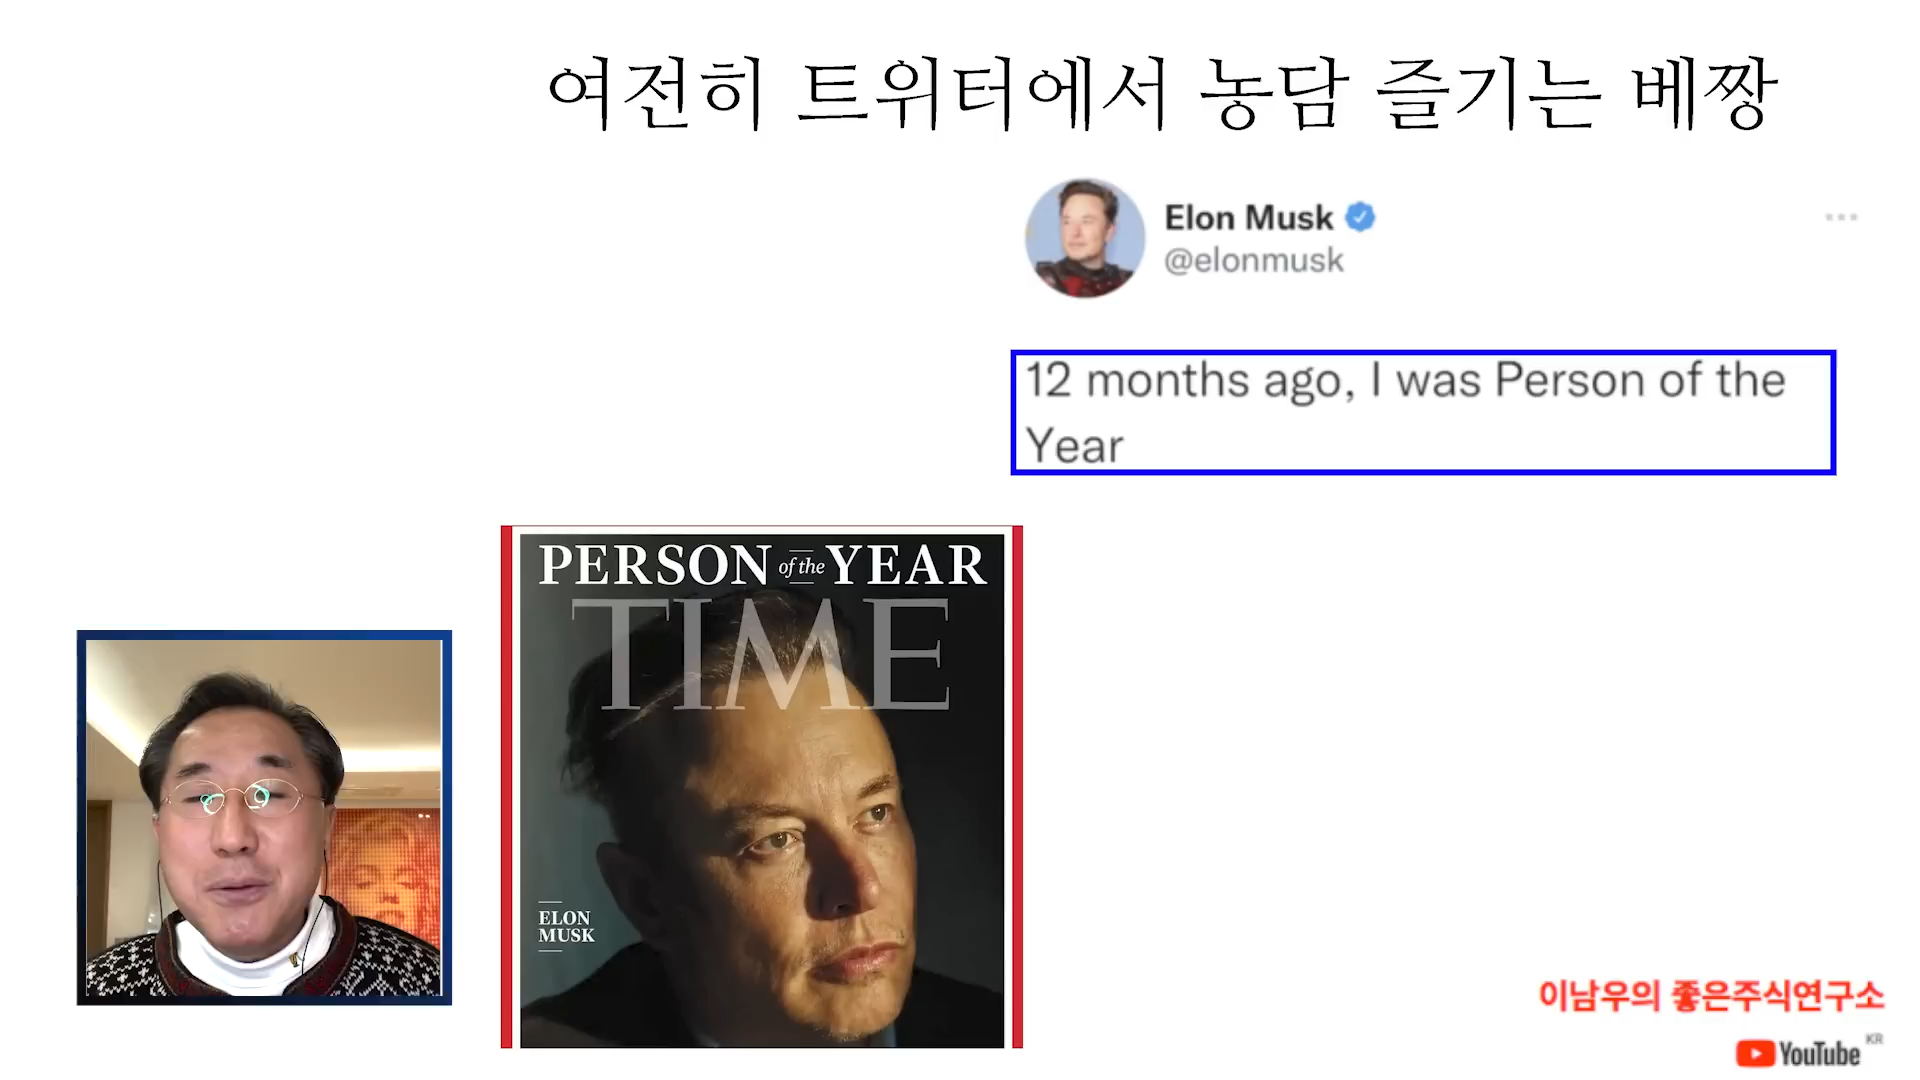 여전히 트위터에서 농담 즐기는 베짱
Elon Musk
@elonmusk
12 months ago, I was Person of the
Year
PERSON of the YEAR
TIME
ELON
MUSK
이남우의 좋은주식연구소
YouTube KR